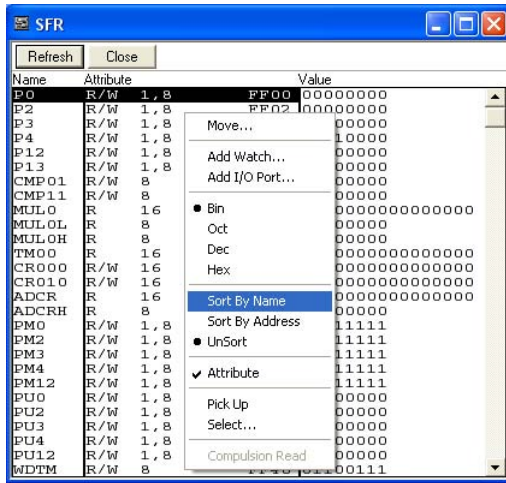 SFR
Refresh Close
Name Attribute Value
P0 R/W 1,8 FF00 00000000
P2 R/W 1,8 FF02 00000000
P3 R/W 1,8 00000
P4 R/W 1,8 10000
P12 R/W 1,8 00000
P13 R/W 1,8 00000
CMP01 R/W 8 00000
CMP11 R/W 8 00000
MUL0 R 16 0000000000000
MUL0L R 8 00000
MUL0H R 8 00000
TM00 R 16 0000000000000
CR000 R/W 16 0000000000000
CR010 R/W 16 0000000000000
ADCR R 16 0000000000000
ADCRH R 8 00000
PM0 R/W 1,8 11111
PM2 R/W 1,8 11111
PM3 R/W 1,8 11111
PM4 R/W 1,8 11111
PM12 R/W 1,8 11111
PU0 R/W 1,8 00000
PU2 R/W 1,8 00000
PU3 R/W 1,8 00000
PU4 R/W 1,8 00000
PU12 R/W 1,8 00000
WDTM R/W 8 00111
Move...
Add Watch...
Add I/O Port...
Bin
Oct
Dec
Hex
Sort By Name
Sort By Address
UnSort
Attribute
Pick Up
Select...
Compulsion Read